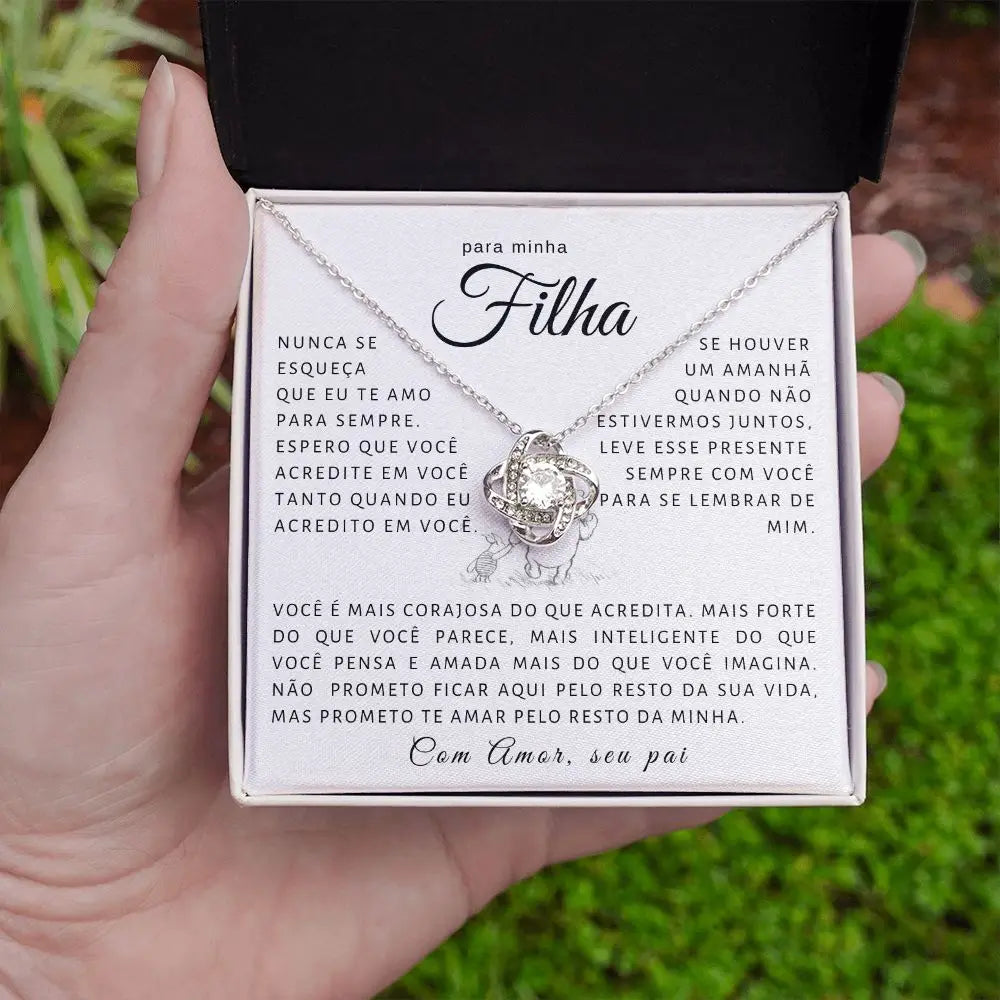 para minha
Filha
NUNCA SE
ESQUEÇA
QUE EU TE AMO
PARA SEMPRE.
ESPERO QUE VOCÊ
ACREDITE EM VOCÊ
TANTO QUANDO EU
ACREDITO EM VOCÊ.
SE HOUVER
UM AMANHÃ
QUANDO NÃO
ESTIVERMOS JUNTOS,
LEVE ESSE PRESENTE
SEMPRE COM VOCÊ
PARA SE LEMBRAR DE
MIM.
VOCÊ É MAIS CORAJOSA DO QUE ACREDITA. MAIS FORTE
DO QUE VOCÊ PARECE, MAIS INTELIGENTE DO QUE
VOCÊ PENSA E AMADA MAIS DO QUE VOCÊ IMAGINA.
NÃO PROMETO FICAR AQUI PELO RESTO DA SUA VIDA,
MAS PROMETO TE AMAR PELO RESTO DA MINHA.
Com Amor, seu pai